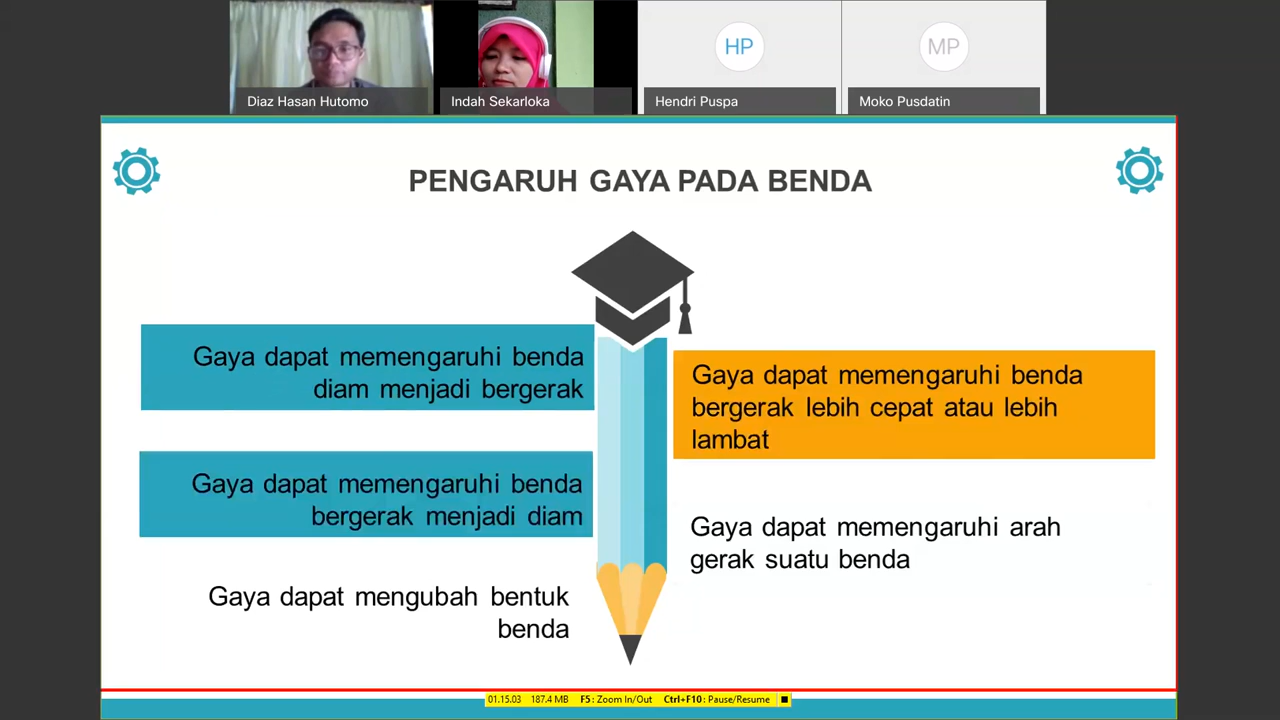 HP
MP
Diaz Hasan Hutomo
Indah Sekarloka
Hendri Puspa
Moko Pusdatin
PENGARUH GAYA PADA BENDA
Gaya dapat memengaruhi benda
diam menjadi bergerak
Gaya dapat memengaruhi benda
bergerak menjadi diam
Gaya dapat mengubah bentuk
benda
Gaya dapat memengaruhi benda
bergerak lebih cepat atau lebih
lambat
Gaya dapat memengaruhi arah
gerak suatu benda
01.15.03 187.4 MB F5: Zoom In/Out Ctrl+F10: Pause/Resume